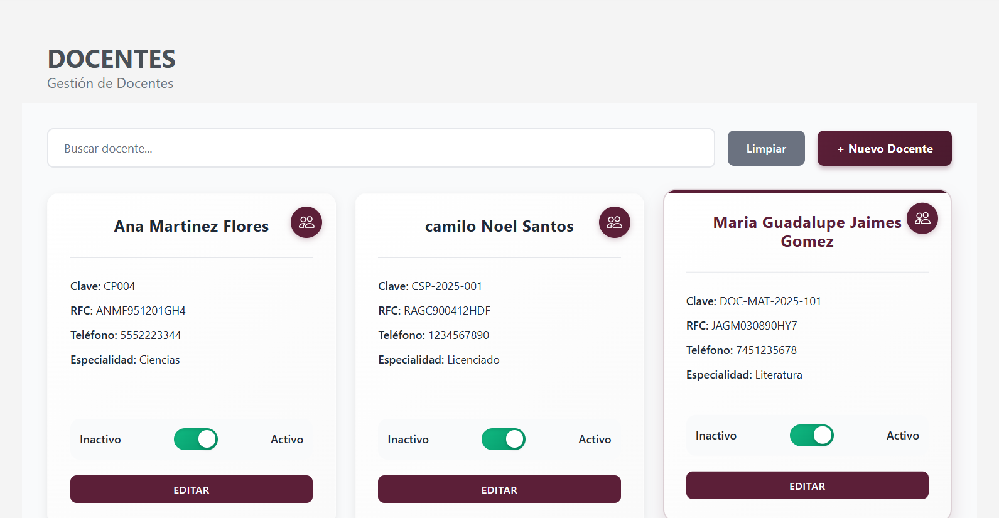 DOCENTES
Gestión de Docentes
Buscar docente...
Limpiar
+ Nuevo Docente
Ana Martinez Flores
Clave: CP004
RFC: ANMF951201GH4
Teléfono: 5552223344
Especialidad: Ciencias
Inactivo
Activo
EDITAR
camilo Noel Santos
Clave: CSP-2025-001
RFC: RAGC900412HDF
Teléfono: 1234567890
Especialidad: Licenciado
Inactivo
Activo
EDITAR
Maria Guadalupe Jaimes
Gomez
Clave: DOC-MAT-2025-101
RFC: JAGM030890HY7
Teléfono: 7451235678
Especialidad: Literatura
Inactivo
Activo
EDITAR